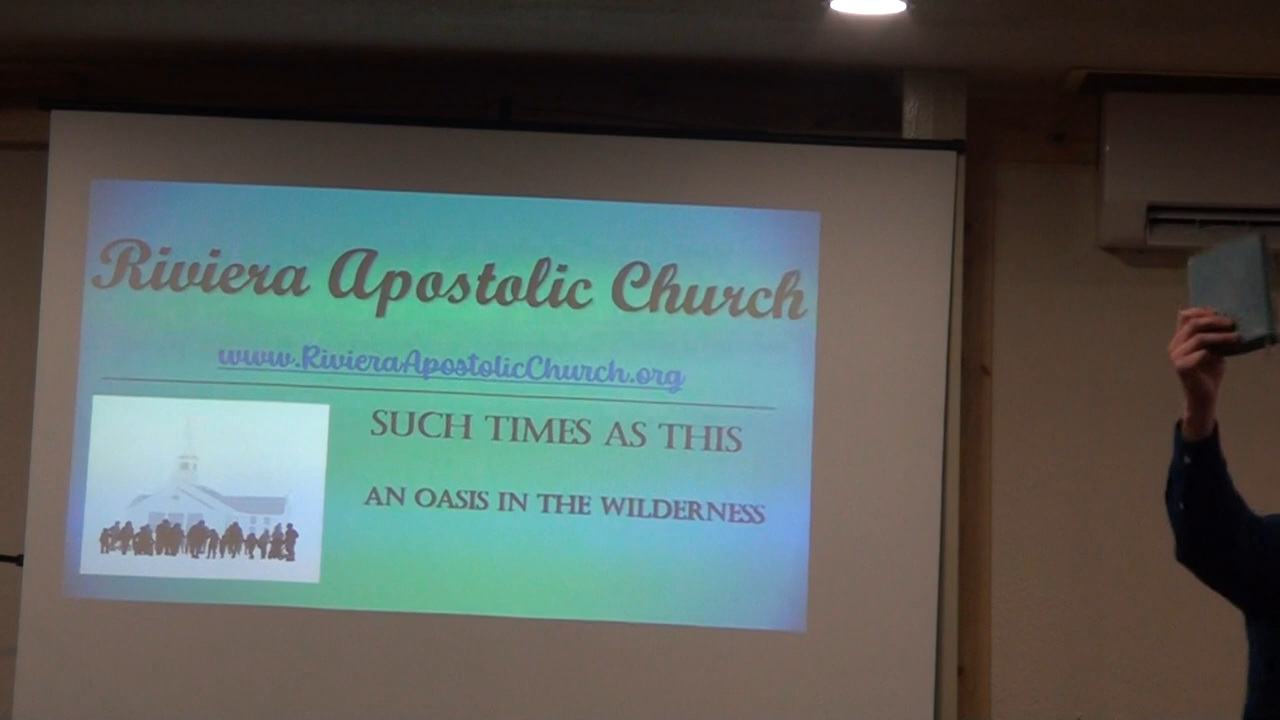 Riviera Apostolic Church
www.RivieraApostolicChurch.org
SUCH TIMES AS THIS
AN OASIS IN THE WILDERNESS